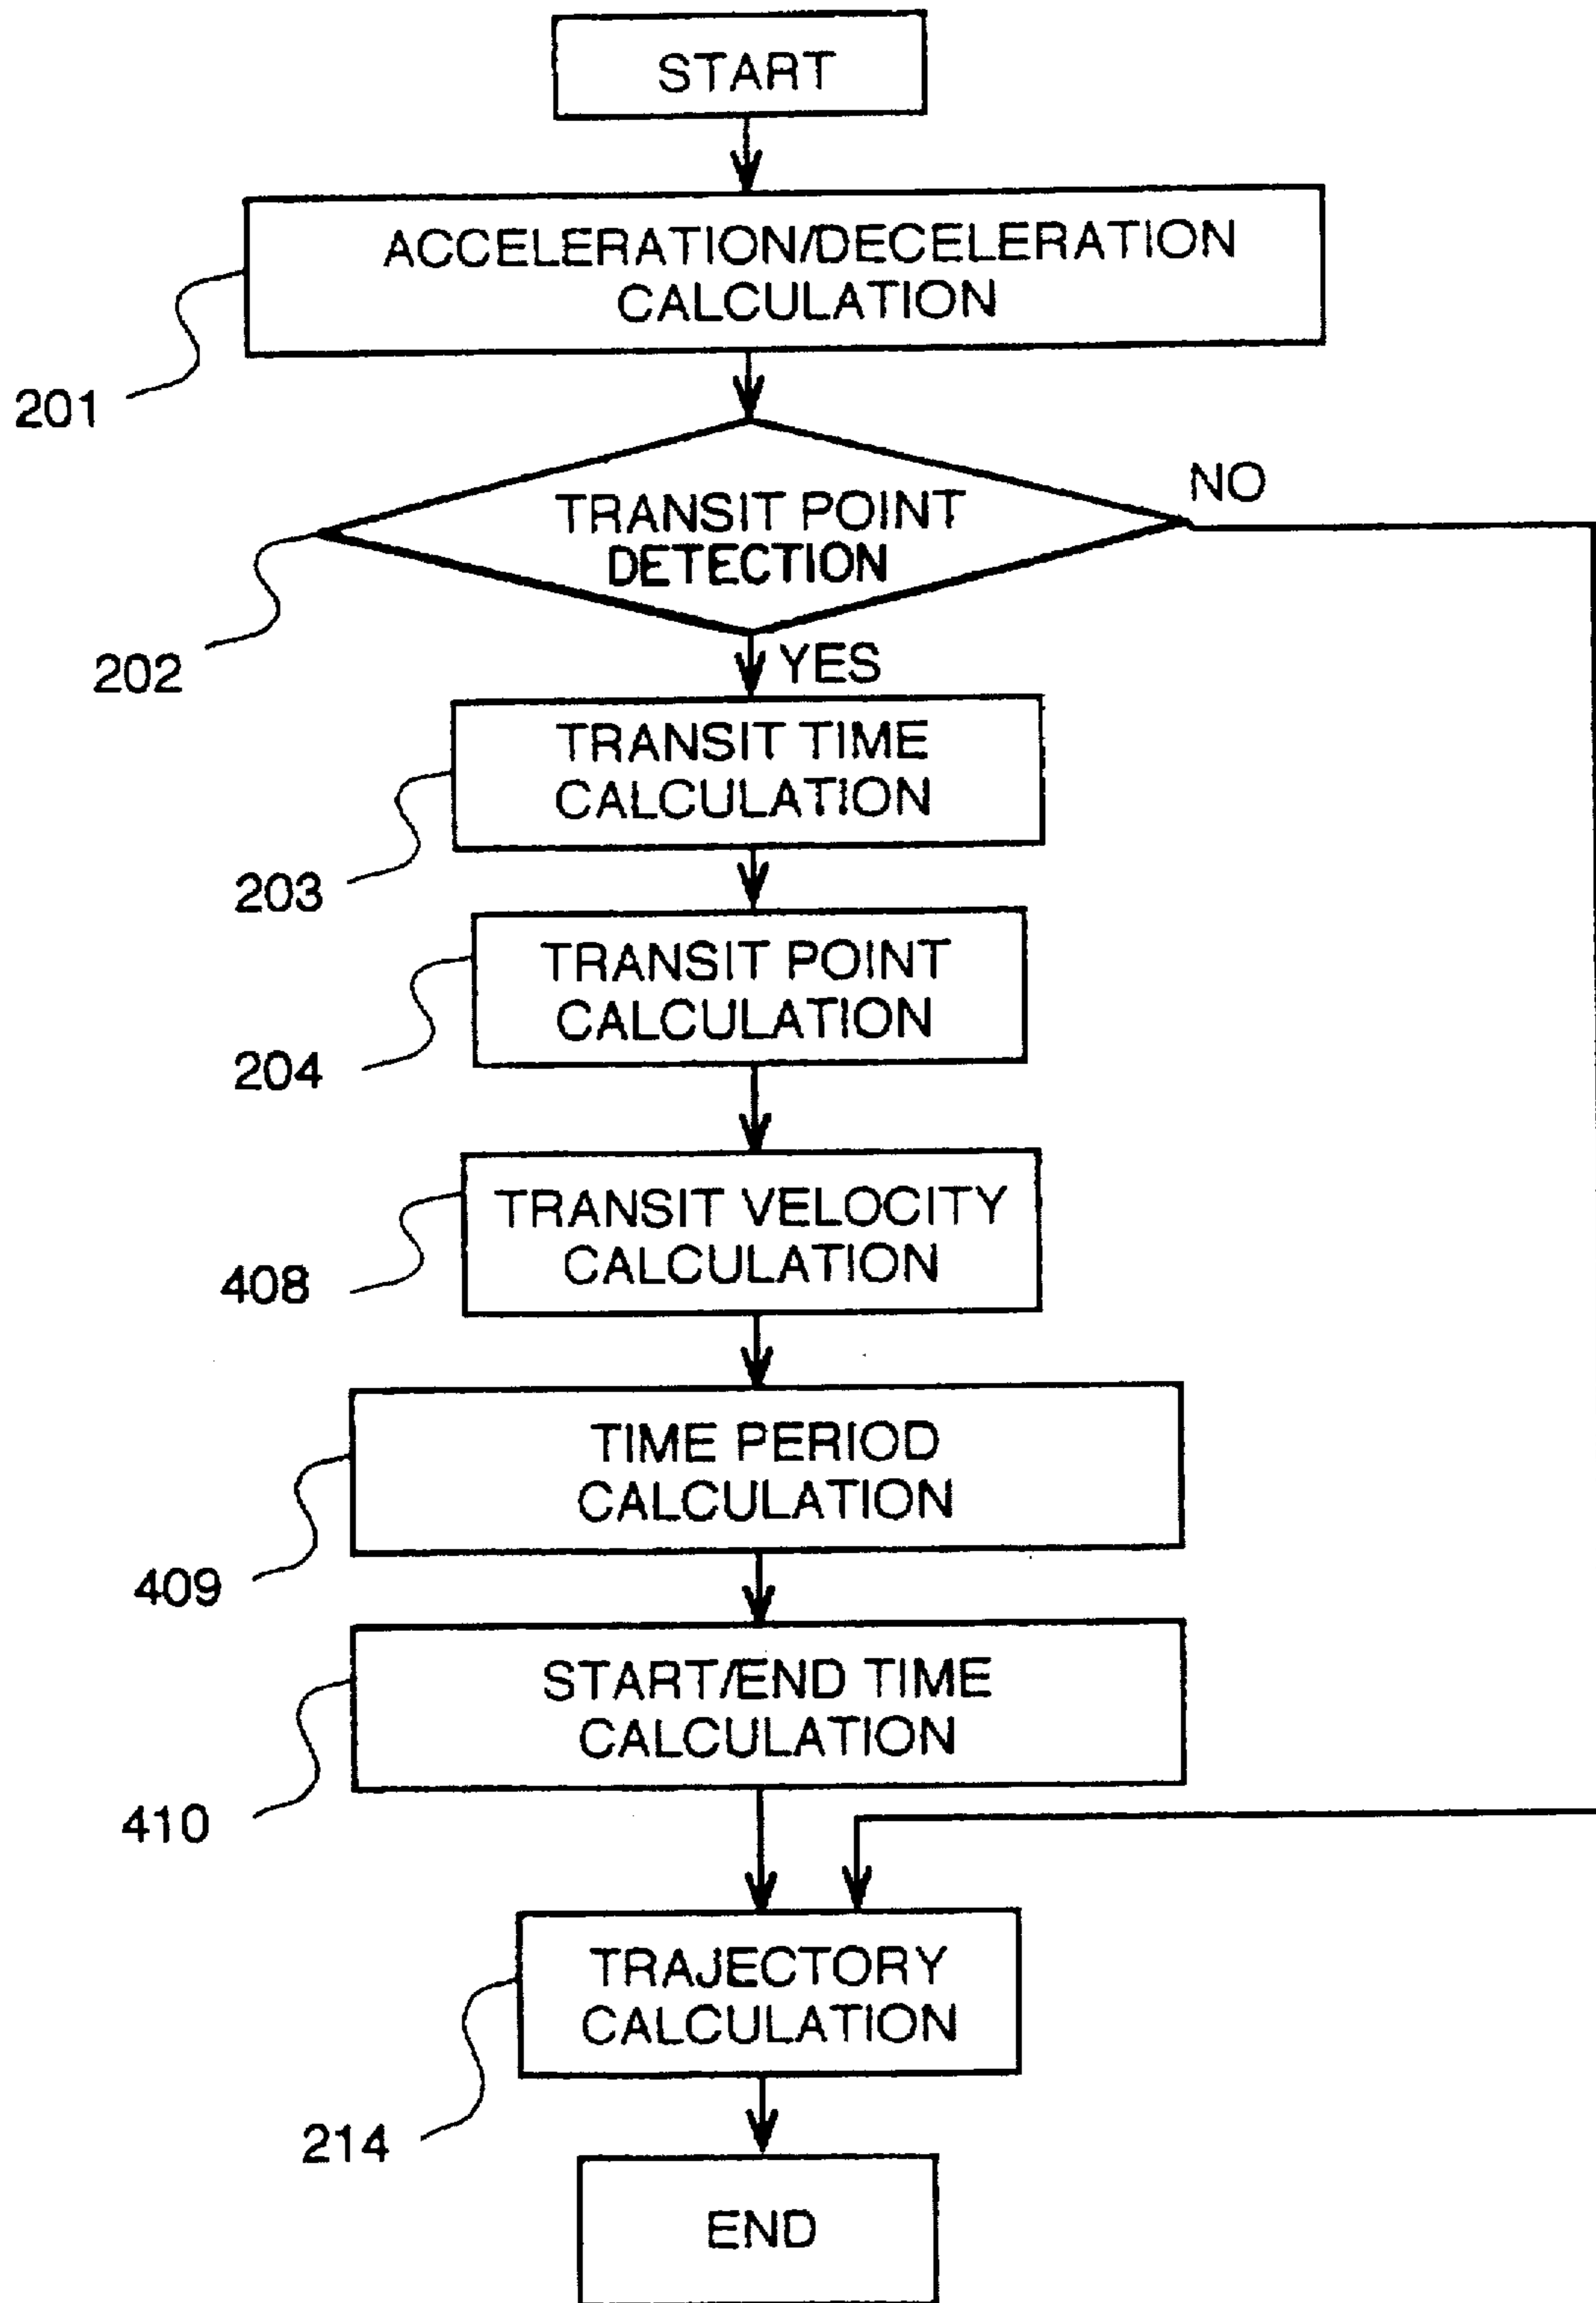 START
ACCELERATION/DECELERATION
CALCULATION
201
TRANSIT POINT
DETECTION
NO
202
YES
TRANSIT TIME
CALCULATION
203
TRANSIT POINT
CALCULATION
204
TRANSIT VELOCITY
CALCULATION
408
TIME PERIOD
CALCULATION
409
START/END TIME
CALCULATION
410
TRAJECTORY
CALCULATION
214
END